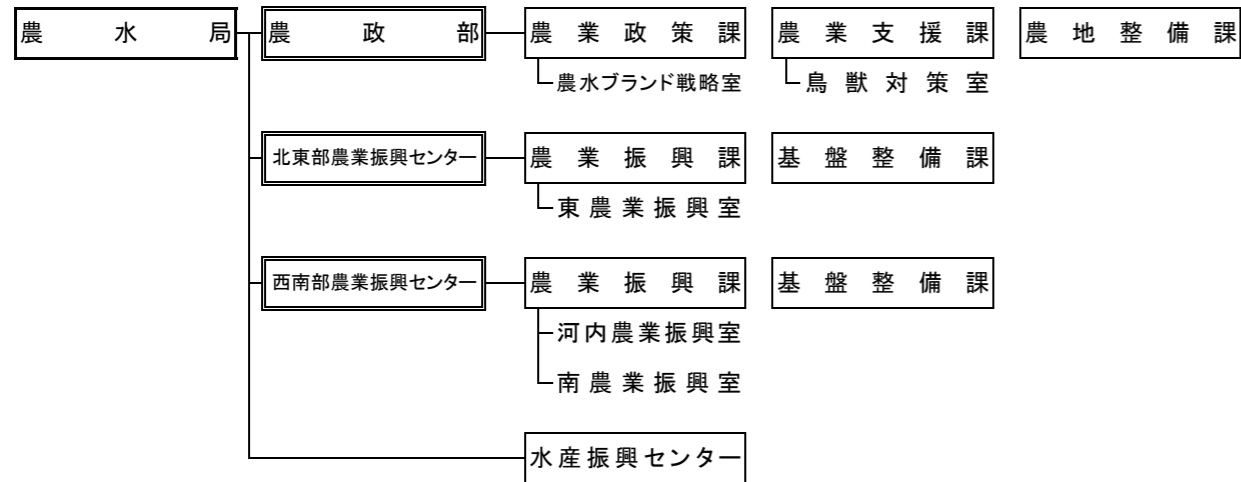 農水局 農政部 農業政策課 農業支援課 農地整備課
農水ブランド戦略室 鳥獣対策室
北東部農業振興センター 農業振興課 基盤整備課
東農業振興室
西南部農業振興センター 農業振興課 基盤整備課
河内農業振興室
南農業振興室
水産振興センター